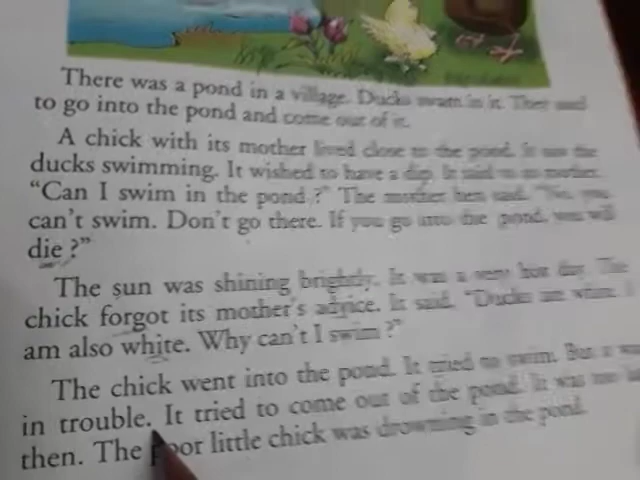 There was a pond in a village. Ducks swam in it. They used
to go into the pond and come out of it.
A chick with its mother lived close to the pond. It saw the
ducks swimming. It wished to have a dip. It said to its mother.
“Can I swim in the pond ?” The mother hen said. “No, you
can't swim. Don't go there. If you go into the pond, you will
die ?”
The sun was shining brightly. It was a very hot day. The
chick forgot its mother's advice. It said. “Ducks are white. I
am also white. Why can't I swim ?”
The chick went into the pond. It tried to swim. But it was
in trouble. It tried to come out of the pond. It was too
then. The poor little chick was drowning in the pond.